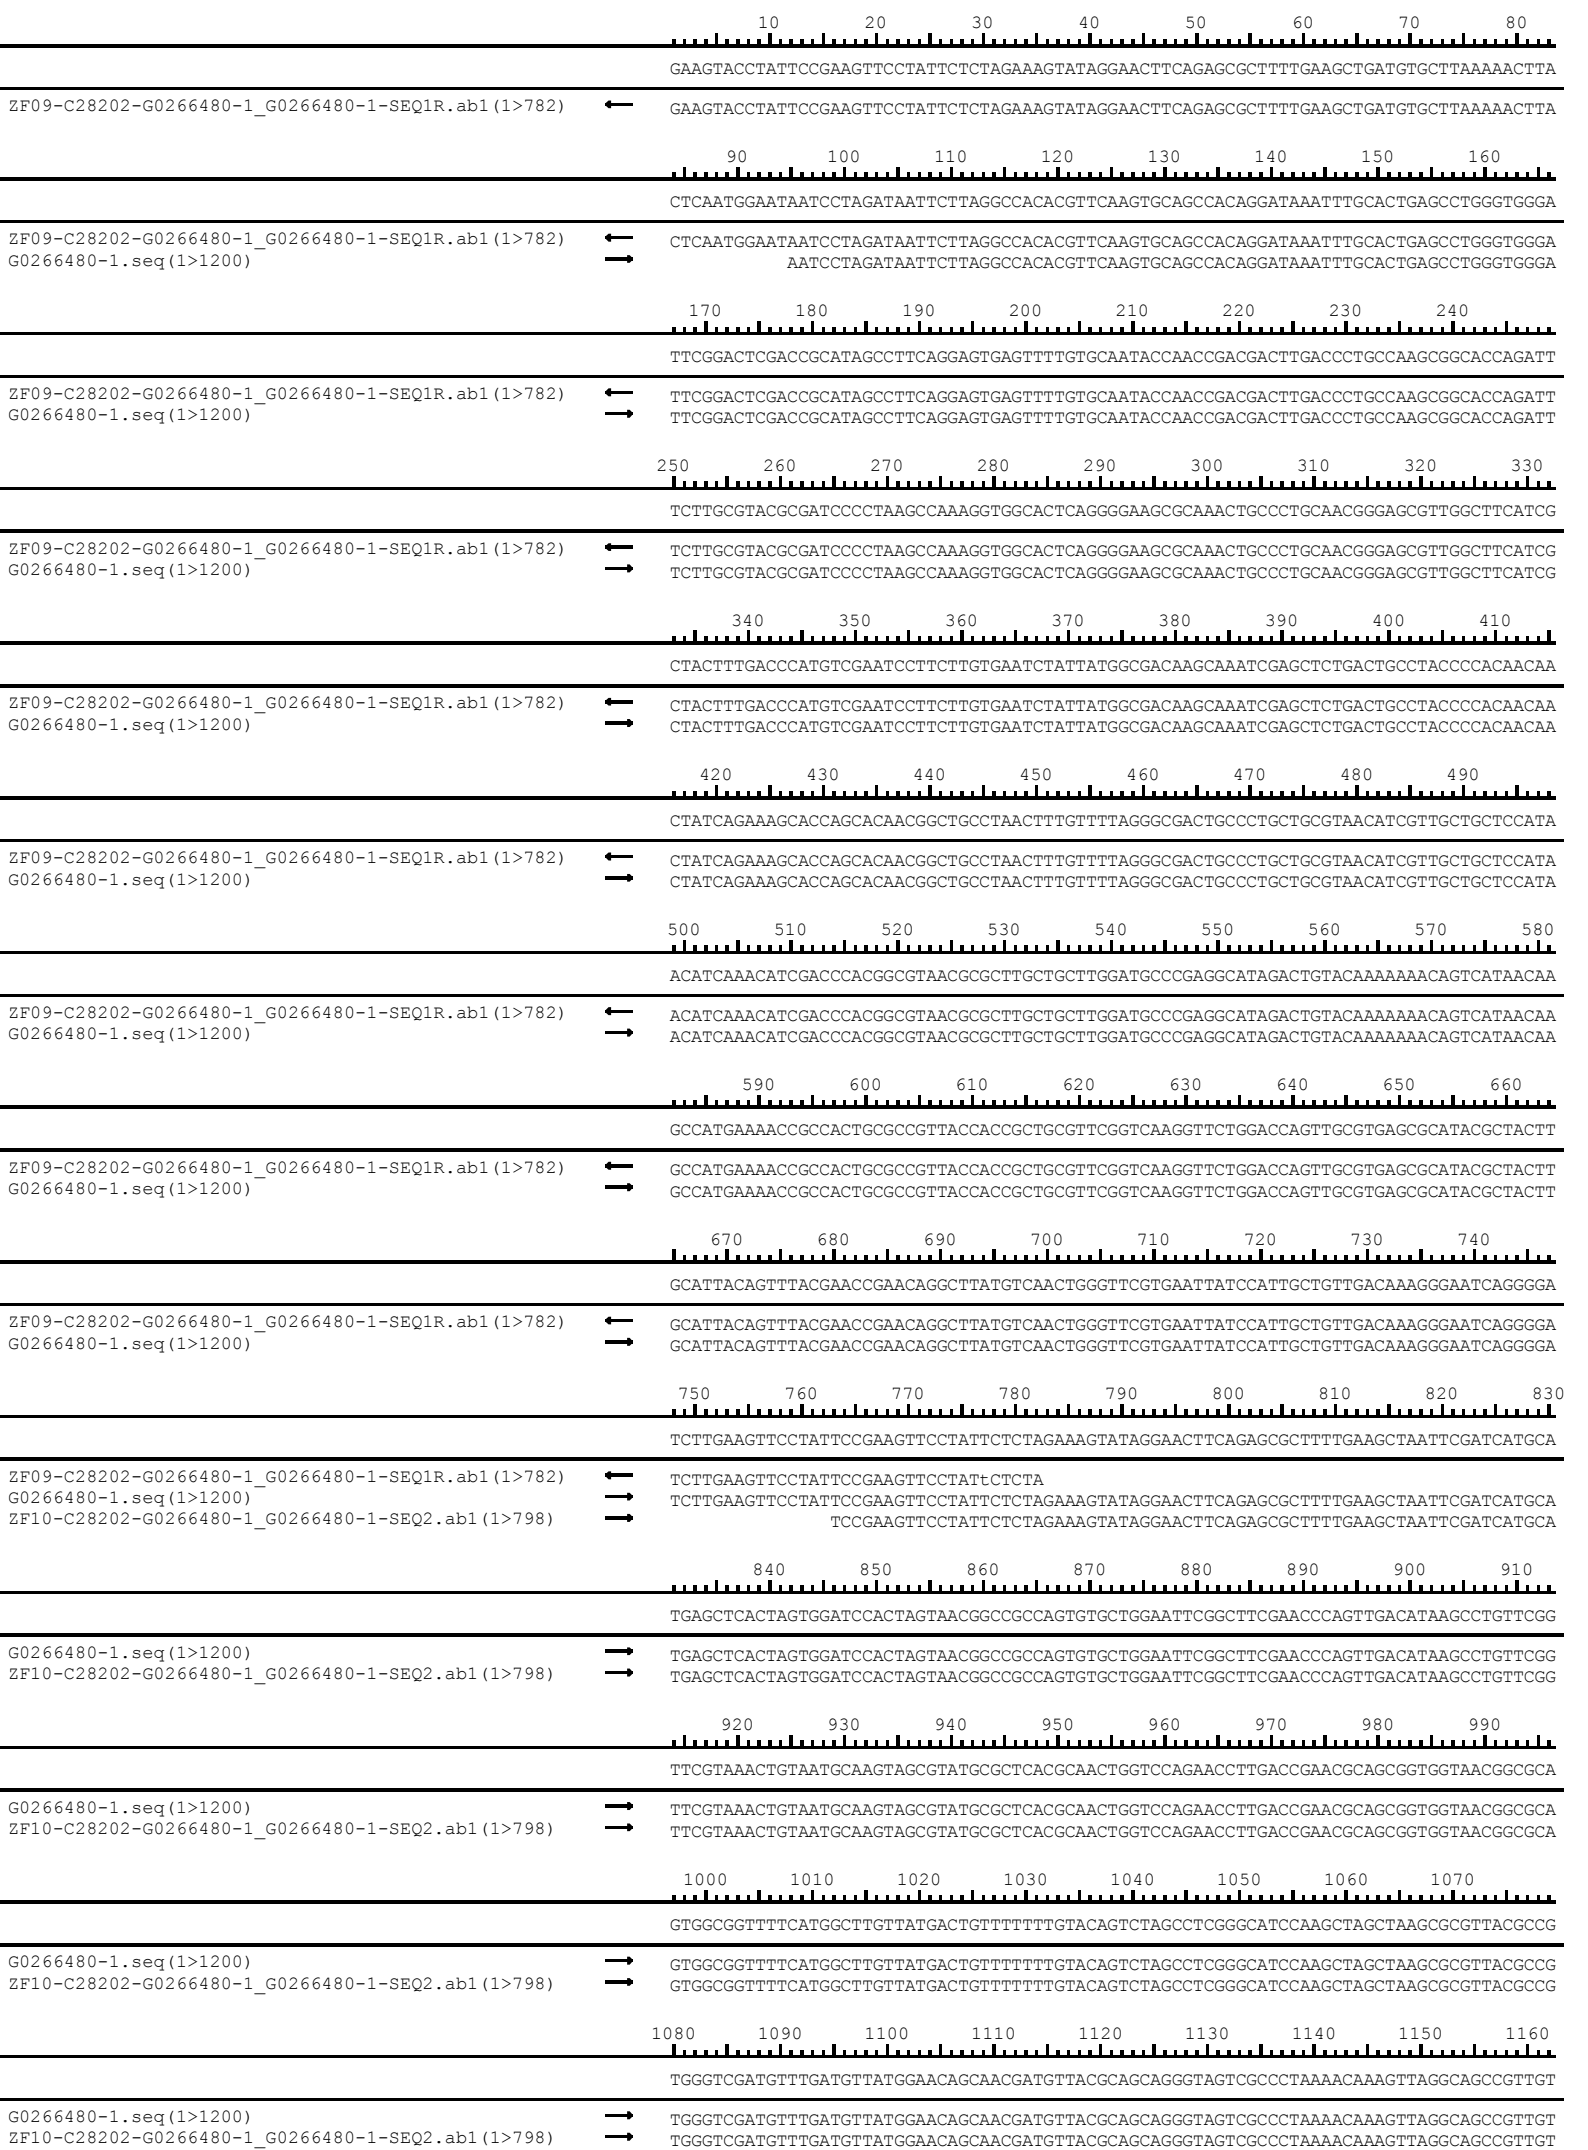 10 20 30 40 50 60 70 80
GAAGTACCTATTCCGAAGTTCCTATTCTCTAGAAAGTATAGGAACTTCAGAGCGCTTTTGAAGCTGATGTGCTTAAAAACTTA
ZF09-C28202-G0266480-1_G0266480-1-SEQ1R.ab1(1>782) ← GAAGTACCTATTCCGAAGTTCCTATTCTCTAGAAAGTATAGGAACTTCAGAGCGCTTTTGAAGCTGATGTGCTTAAAAACTTA
90 100 110 120 130 140 150 160
CTCAATGGAATAATCCTAGATAATTCTTAGGCCACACGTTCAAGTGCAGCCACAGGATAAATTTGCACTGAGCCTGGGTGGGA
ZF09-C28202-G0266480-1_G0266480-1-SEQ1R.ab1(1>782) ← CTCAATGGAATAATCCTAGATAATTCTTAGGCCACACGTTCAAGTGCAGCCACAGGATAAATTTGCACTGAGCCTGGGTGGGA
G0266480-1.seq(1>1200) → AATCCTAGATAATTCTTAGGCCACACGTTCAAGTGCAGCCACAGGATAAATTTGCACTGAGCCTGGGTGGGA
170 180 190 200 210 220 230 240
TTCGGACTCGACCGCATAGCCTTCAGGAGTGAGTTTTGTGCAATACCAACCGACGACTTGACCCTGCCAAGCGGCACCAGATT
ZF09-C28202-G0266480-1_G0266480-1-SEQ1R.ab1(1>782) ← TTCGGACTCGACCGCATAGCCTTCAGGAGTGAGTTTTGTGCAATACCAACCGACGACTTGACCCTGCCAAGCGGCACCAGATT
G0266480-1.seq(1>1200) → TTCGGACTCGACCGCATAGCCTTCAGGAGTGAGTTTTGTGCAATACCAACCGACGACTTGACCCTGCCAAGCGGCACCAGATT
250 260 270 280 290 300 310 320 330
TCTTGCGTACGCGATCCCCTAAGCCAAAGGTGGCACTCAGGGGAAGCGCAAACTGCCCTGCAACGGGAGCGTTGGCTTCATCG
ZF09-C28202-G0266480-1_G0266480-1-SEQ1R.ab1(1>782) ← TCTTGCGTACGCGATCCCCTAAGCCAAAGGTGGCACTCAGGGGAAGCGCAAACTGCCCTGCAACGGGAGCGTTGGCTTCATCG
G0266480-1.seq(1>1200) → TCTTGCGTACGCGATCCCCTAAGCCAAAGGTGGCACTCAGGGGAAGCGCAAACTGCCCTGCAACGGGAGCGTTGGCTTCATCG
340 350 360 370 380 390 400 410
CTACTTTGACCCATGTCGAATCCTTCTTGTGAATCTATTATGGCGACAAGCAAATCGAGCTCTGACTGCCTACCCCACAACAA
ZF09-C28202-G0266480-1_G0266480-1-SEQ1R.ab1(1>782) ← CTACTTTGACCCATGTCGAATCCTTCTTGTGAATCTATTATGGCGACAAGCAAATCGAGCTCTGACTGCCTACCCCACAACAA
G0266480-1.seq(1>1200) → CTACTTTGACCCATGTCGAATCCTTCTTGTGAATCTATTATGGCGACAAGCAAATCGAGCTCTGACTGCCTACCCCACAACAA
420 430 440 450 460 470 480 490
CTATCAGAAAGCACCAGCACAACGGCTGCCTAACTTTGTTTTAGGGCGACTGCCCTGCTGCGTAACATCGTTGCTGCTCCATA
ZF09-C28202-G0266480-1_G0266480-1-SEQ1R.ab1(1>782) ← CTATCAGAAAGCACCAGCACAACGGCTGCCTAACTTTGTTTTAGGGCGACTGCCCTGCTGCGTAACATCGTTGCTGCTCCATA
G0266480-1.seq(1>1200) → CTATCAGAAAGCACCAGCACAACGGCTGCCTAACTTTGTTTTAGGGCGACTGCCCTGCTGCGTAACATCGTTGCTGCTCCATA
500 510 520 530 540 550 560 570 580
ACATCAAACATCGACCCACGGCGTAACGCGCTTGCTGCTTGGATGCCCGAGGCATAGACTGTACAAAAAAACAGTCATAACAA
ZF09-C28202-G0266480-1_G0266480-1-SEQ1R.ab1(1>782) ← ACATCAAACATCGACCCACGGCGTAACGCGCTTGCTGCTTGGATGCCCGAGGCATAGACTGTACAAAAAAACAGTCATAACAA
G0266480-1.seq(1>1200) → ACATCAAACATCGACCCACGGCGTAACGCGCTTGCTGCTTGGATGCCCGAGGCATAGACTGTACAAAAAAACAGTCATAACAA
590 600 610 620 630 640 650 660
GCCATGAAAACCGCCACTGCGCCGTTACCACCGCTGCGTTCGGTCAAGGTTCTGGACCAGTTGCGTGAGCGCATACGCTACTT
ZF09-C28202-G0266480-1_G0266480-1-SEQ1R.ab1(1>782) ← GCCATGAAAACCGCCACTGCGCCGTTACCACCGCTGCGTTCGGTCAAGGTTCTGGACCAGTTGCGTGAGCGCATACGCTACTT
G0266480-1.seq(1>1200) → GCCATGAAAACCGCCACTGCGCCGTTACCACCGCTGCGTTCGGTCAAGGTTCTGGACCAGTTGCGTGAGCGCATACGCTACTT
670 680 690 700 710 720 730 740
GCATTACAGTTTACGAACCGAACAGGCTTATGTCAACTGGGTTCGTGAATTATCCATTGCTGTTGACAAAGGGAATCAGGGGA
ZF09-C28202-G0266480-1_G0266480-1-SEQ1R.ab1(1>782) ← GCATTACAGTTTACGAACCGAACAGGCTTATGTCAACTGGGTTCGTGAATTATCCATTGCTGTTGACAAAGGGAATCAGGGGA
G0266480-1.seq(1>1200) → GCATTACAGTTTACGAACCGAACAGGCTTATGTCAACTGGGTTCGTGAATTATCCATTGCTGTTGACAAAGGGAATCAGGGGA
750 760 770 780 790 800 810 820 830
TCTTGAAGTTCCTATTCCGAAGTTCCTATTCTCTAGAAAGTATAGGAACTTCAGAGCGCTTTTGAAGCTAATTCGATCATGCA
ZF09-C28202-G0266480-1_G0266480-1-SEQ1R.ab1(1>782) ← TCTTGAAGTTCCTATTCCGAAGTTCCTATtCTCTA
G0266480-1.seq(1>1200) → TCTTGAAGTTCCTATTCCGAAGTTCCTATTCTCTAGAAAGTATAGGAACTTCAGAGCGCTTTTGAAGCTAATTCGATCATGCA
ZF10-C28202-G0266480-1_G0266480-1-SEQ2.ab1(1>798) → TCCGAAGTTCCTATTCTCTAGAAAGTATAGGAACTTCAGAGCGCTTTTGAAGCTAATTCGATCATGCA
840 850 860 870 880 890 900 910
TGAGCTCACTAGTGGATCCACTAGTAACGGCCGCCAGTGTGCTGGAATTCGGCTTCGAACCCAGTTGACATAAGCCTGTTCGG
G0266480-1.seq(1>1200) → TGAGCTCACTAGTGGATCCACTAGTAACGGCCGCCAGTGTGCTGGAATTCGGCTTCGAACCCAGTTGACATAAGCCTGTTCGG
ZF10-C28202-G0266480-1_G0266480-1-SEQ2.ab1(1>798) → TGAGCTCACTAGTGGATCCACTAGTAACGGCCGCCAGTGTGCTGGAATTCGGCTTCGAACCCAGTTGACATAAGCCTGTTCGG
920 930 940 950 960 970 980 990
TTCGTAAACTGTAATGCAAGTAGCGTATGCGCTCACGCAACTGGTCCAGAACCTTGACCGAACGCAGCGGTGGTAACGGCGCA
G0266480-1.seq(1>1200) → TTCGTAAACTGTAATGCAAGTAGCGTATGCGCTCACGCAACTGGTCCAGAACCTTGACCGAACGCAGCGGTGGTAACGGCGCA
ZF10-C28202-G0266480-1_G0266480-1-SEQ2.ab1(1>798) → TTCGTAAACTGTAATGCAAGTAGCGTATGCGCTCACGCAACTGGTCCAGAACCTTGACCGAACGCAGCGGTGGTAACGGCGCA
1000 1010 1020 1030 1040 1050 1060 1070
GTGGCGGTTTTCATGGCTTGTTATGACTGTTTTTTTGTACAGTCTAGCCTCGGGCATCCAAGCTAGCTAAGCGCGTTACGCCG
G0266480-1.seq(1>1200) → GTGGCGGTTTTCATGGCTTGTTATGACTGTTTTTTTGTACAGTCTAGCCTCGGGCATCCAAGCTAGCTAAGCGCGTTACGCCG
ZF10-C28202-G0266480-1_G0266480-1-SEQ2.ab1(1>798) → GTGGCGGTTTTCATGGCTTGTTATGACTGTTTTTTTGTACAGTCTAGCCTCGGGCATCCAAGCTAGCTAAGCGCGTTACGCCG
1080 1090 1100 1110 1120 1130 1140 1150 1160
TGGGTCGATGTTTGATGTTATGGAACAGCAACGATGTTACGCAGCAGGGTAGTCGCCCTAAAACAAAGTTAGGCAGCCGTTGT
G0266480-1.seq(1>1200) → TGGGTCGATGTTTGATGTTATGGAACAGCAACGATGTTACGCAGCAGGGTAGTCGCCCTAAAACAAAGTTAGGCAGCCGTTGT
ZF10-C28202-G0266480-1_G0266480-1-SEQ2.ab1(1>798) → TGGGTCGATGTTTGATGTTATGGAACAGCAACGATGTTACGCAGCAGGGTAGTCGCCCTAAAACAAAGTTAGGCAGCCGTTGT